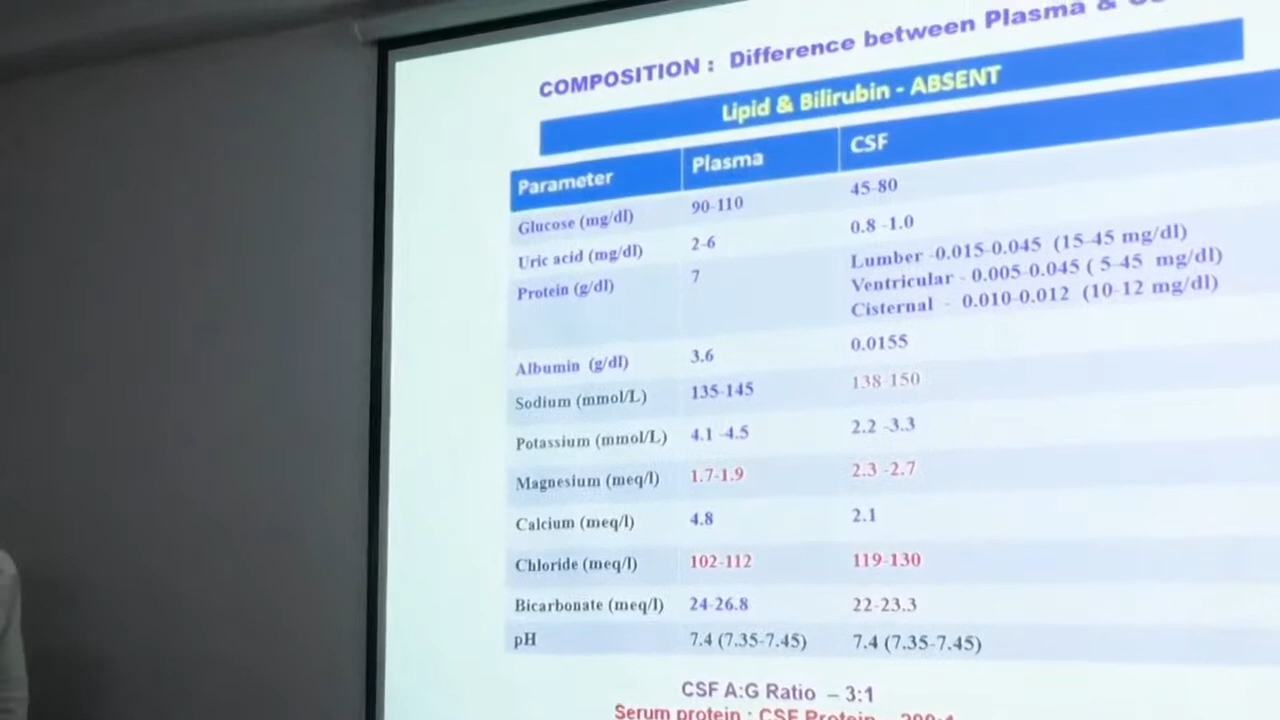 COMPOSITION : Difference between Plasma &
Lipid & Bilirubin - ABSENT
Parameter Plasma CSF
Glucose (mg/dl) 90-110 45-80
Uric acid (mg/dl) 2-6 0.8 -1.0
Protein (g/dl) 7 Lumber -0.015-0.045 (15-45 mg/dl)
Ventricular - 0.005-0.045 ( 5-45 mg/dl)
Cisternal - 0.010-0.012 (10-12 mg/dl)
Albumin (g/dl) 3.6 0.0155
Sodium (mmol/L) 135-145 138-150
Potassium (mmol/L) 4.1 -4.5 2.2 -3.3
Magnesium (meq/l) 1.7-1.9 2.3 -2.7
Calcium (meq/l) 4.8 2.1
Chloride (meq/l) 102-112 119-130
Bicarbonate (meq/l) 24-26.8 22-23.3
pH 7.4 (7.35-7.45) 7.4 (7.35-7.45)
CSF A:G Ratio – 3:1
Serum protein : CSF Protein